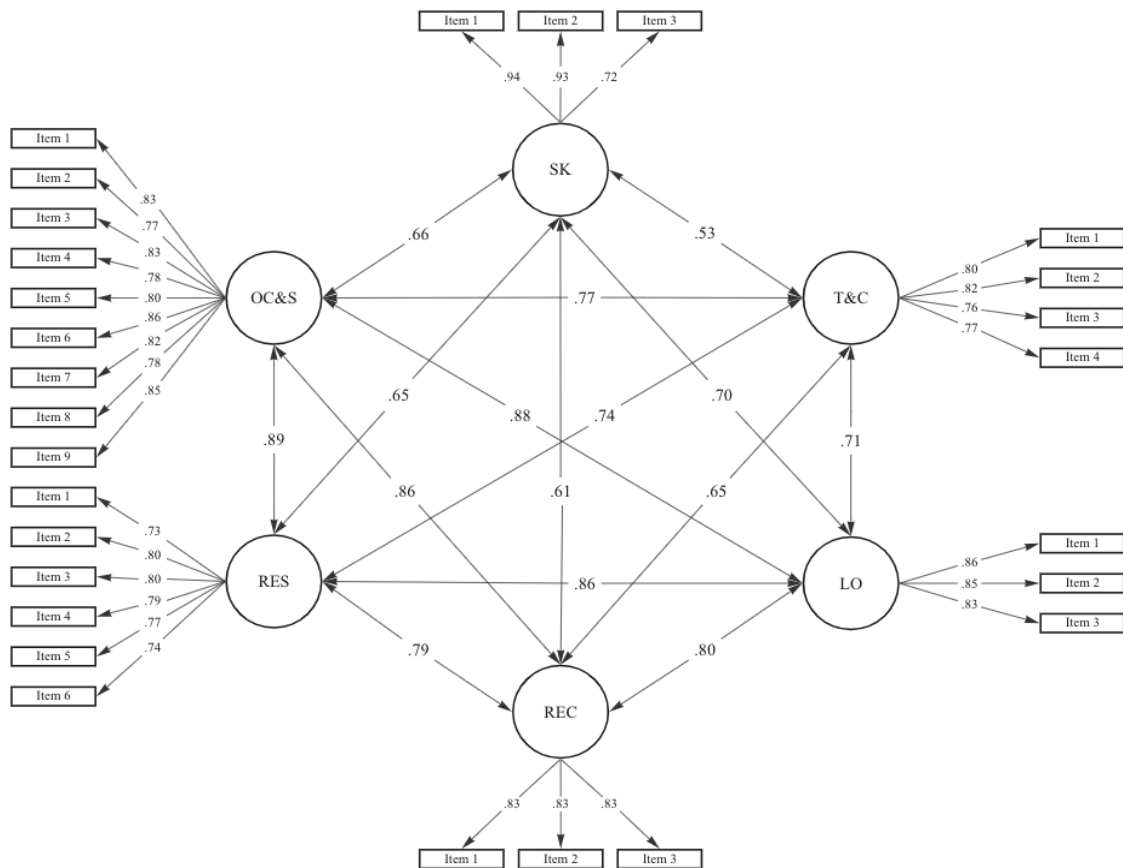 Item 1
Item 2
Item 3
.94
.93
.72
SK
Item 1
Item 2
Item 3
Item 4
Item 5
Item 6
Item 7
Item 8
Item 9
.83
.77
.83
.78
.80
.86
.82
.78
.85
OC&S
.66
.53
.77
T&C
.80
.82
.76
.77
Item 1
Item 2
Item 3
Item 4
.65
.88
.74
.70
.89
.86
.61
.65
.71
Item 1
Item 2
Item 3
Item 4
Item 5
Item 6
.73
.80
.80
.79
.77
.74
RES
.86
LO
.86
.85
.83
Item 1
Item 2
Item 3
.79
.80
REC
.83
.83
.83
Item 1
Item 2
Item 3